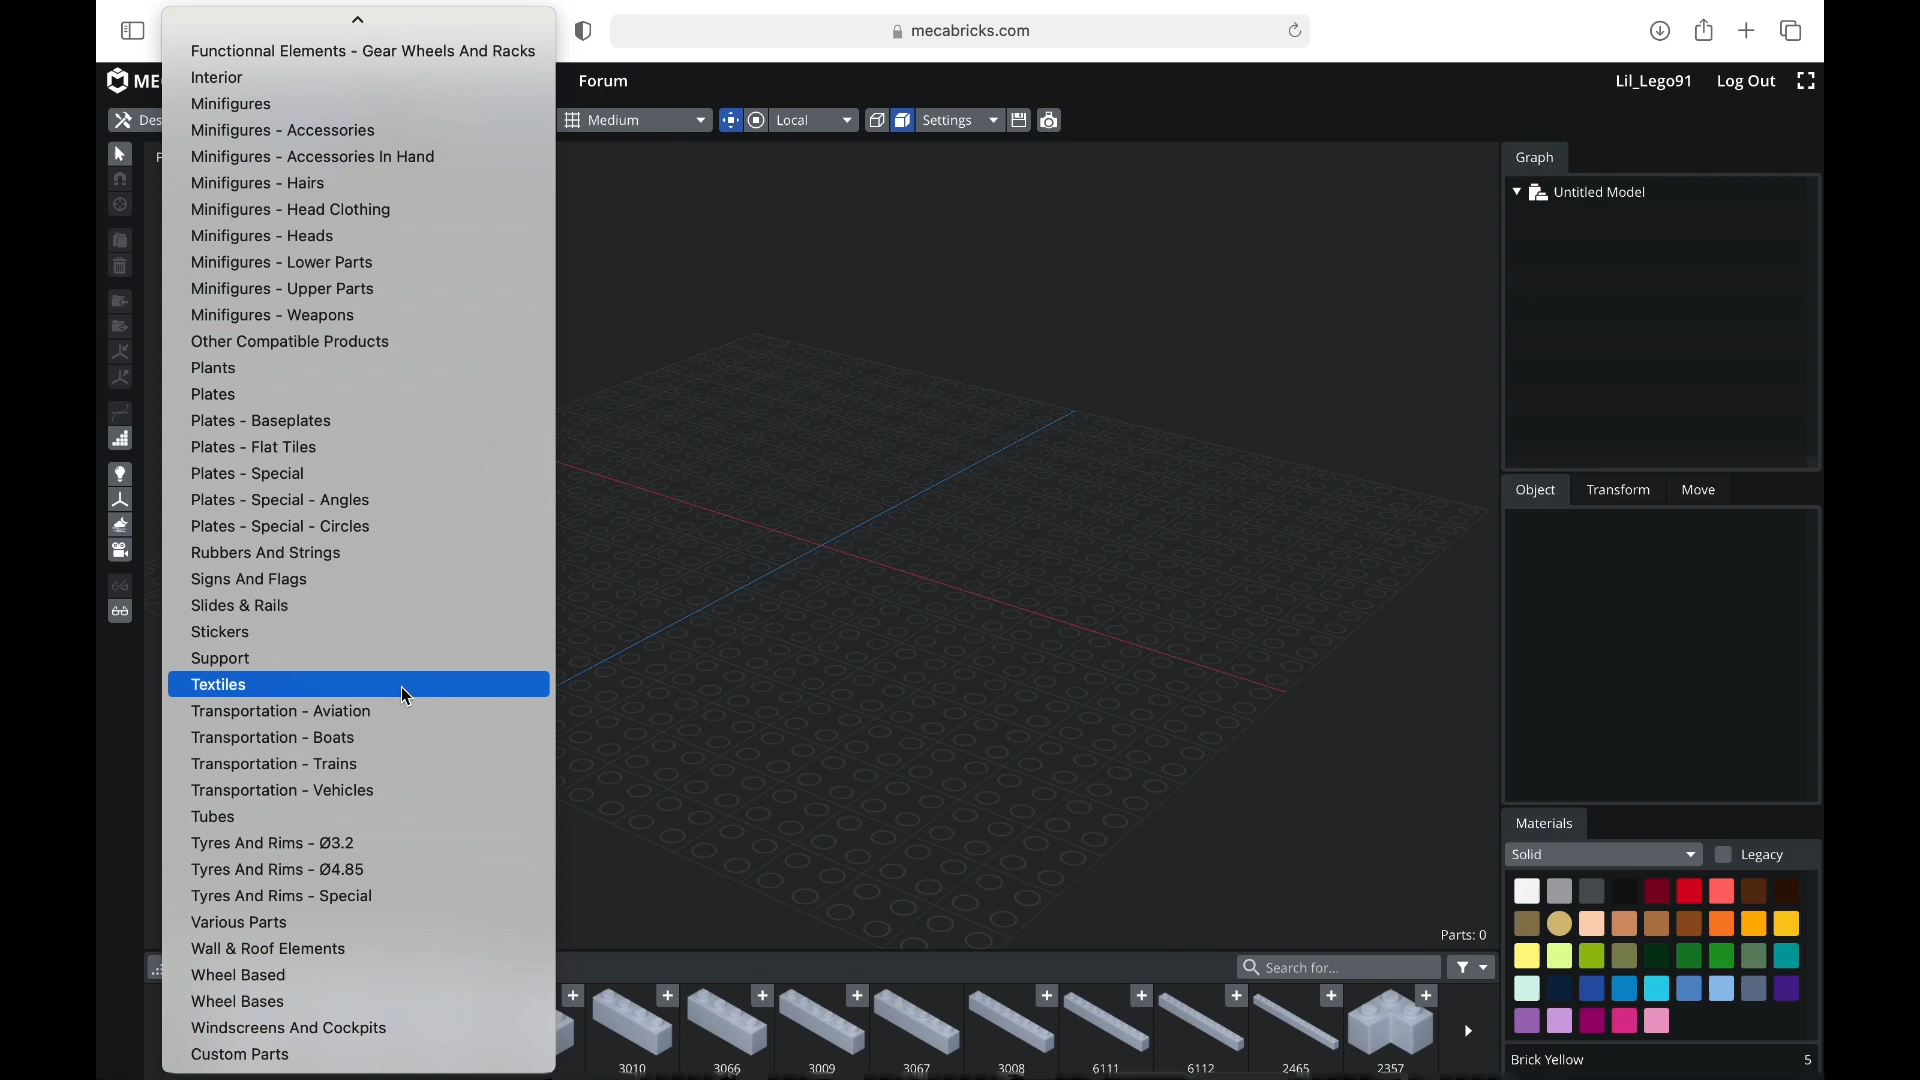 mecabricks.com
Forum
Lil_Lego91
Log Out
Medium
Local
Settings
Functionnal Elements - Gear Wheels And Racks
Interior
Minifigures
Minifigures - Accessories
Minifigures - Accessories In Hand
Minifigures - Hairs
Minifigures - Head Clothing
Minifigures - Heads
Minifigures - Lower Parts
Minifigures - Upper Parts
Minifigures - Weapons
Other Compatible Products
Plants
Plates
Plates - Baseplates
Plates - Flat Tiles
Plates - Special
Plates - Special - Angles
Plates - Special - Circles
Rubbers And Strings
Signs And Flags
Slides & Rails
Stickers
Support
Textiles
Transportation - Aviation
Transportation - Boats
Transportation - Trains
Transportation - Vehicles
Tubes
Tyres And Rims - Ø3.2
Tyres And Rims - Ø4.85
Tyres And Rims - Special
Various Parts
Wall & Roof Elements
Wheel Based
Wheel Bases
Windscreens And Cockpits
Custom Parts
Graph
Untitled Model
Object
Transform
Move
Materials
Solid
Legacy
Brick Yellow
5
Parts: 0
Search for...
3010
3066
3009
3067
3008
6111
6112
2465
2357